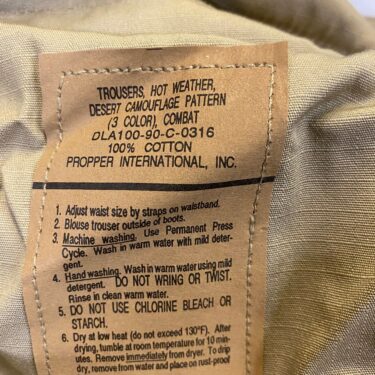 TROUSERS, HOT WEATHER,
DESERT CAMOUFLAGE PATTERN
(3 COLOR), COMBAT
DLA100-90-C-0316
100% COTTON
PROPPER INTERNATIONAL, INC.
1. Adjust waist size by straps on waistband.
2. Blouse trouser outside of boots.
3. Machine washing. Use Permanent Press
Cycle. Wash in warm water with mild deter-
gent.
4. Hand washing. Wash in warm water using mild
detergent. DO NOT WRING OR TWIST.
Rinse in clean warm water.
5. DO NOT USE CHLORINE BLEACH OR
STARCH.
6. Dry at low heat (do not exceed 130°F). After
drying, tumble at room temperature for 10 min-
utes. Remove immediately from dryer. To drip
dry, remove from water and place on rust-proof